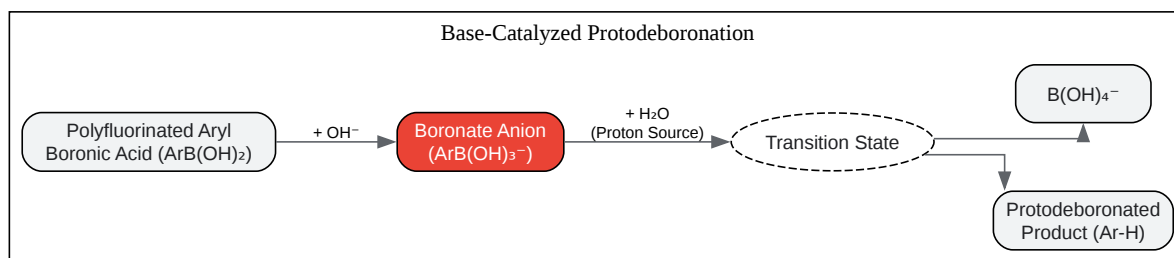 Base-Catalyzed Protodeboronation
Polyfluorinated Aryl
Boronic Acid (ArB(OH)₂)
+ OH⁻
Boronate Anion
(ArB(OH)₃⁻)
+ H₂O
(Proton Source)
Transition State
B(OH)₄⁻
Protodeboronated
Product (Ar-H)